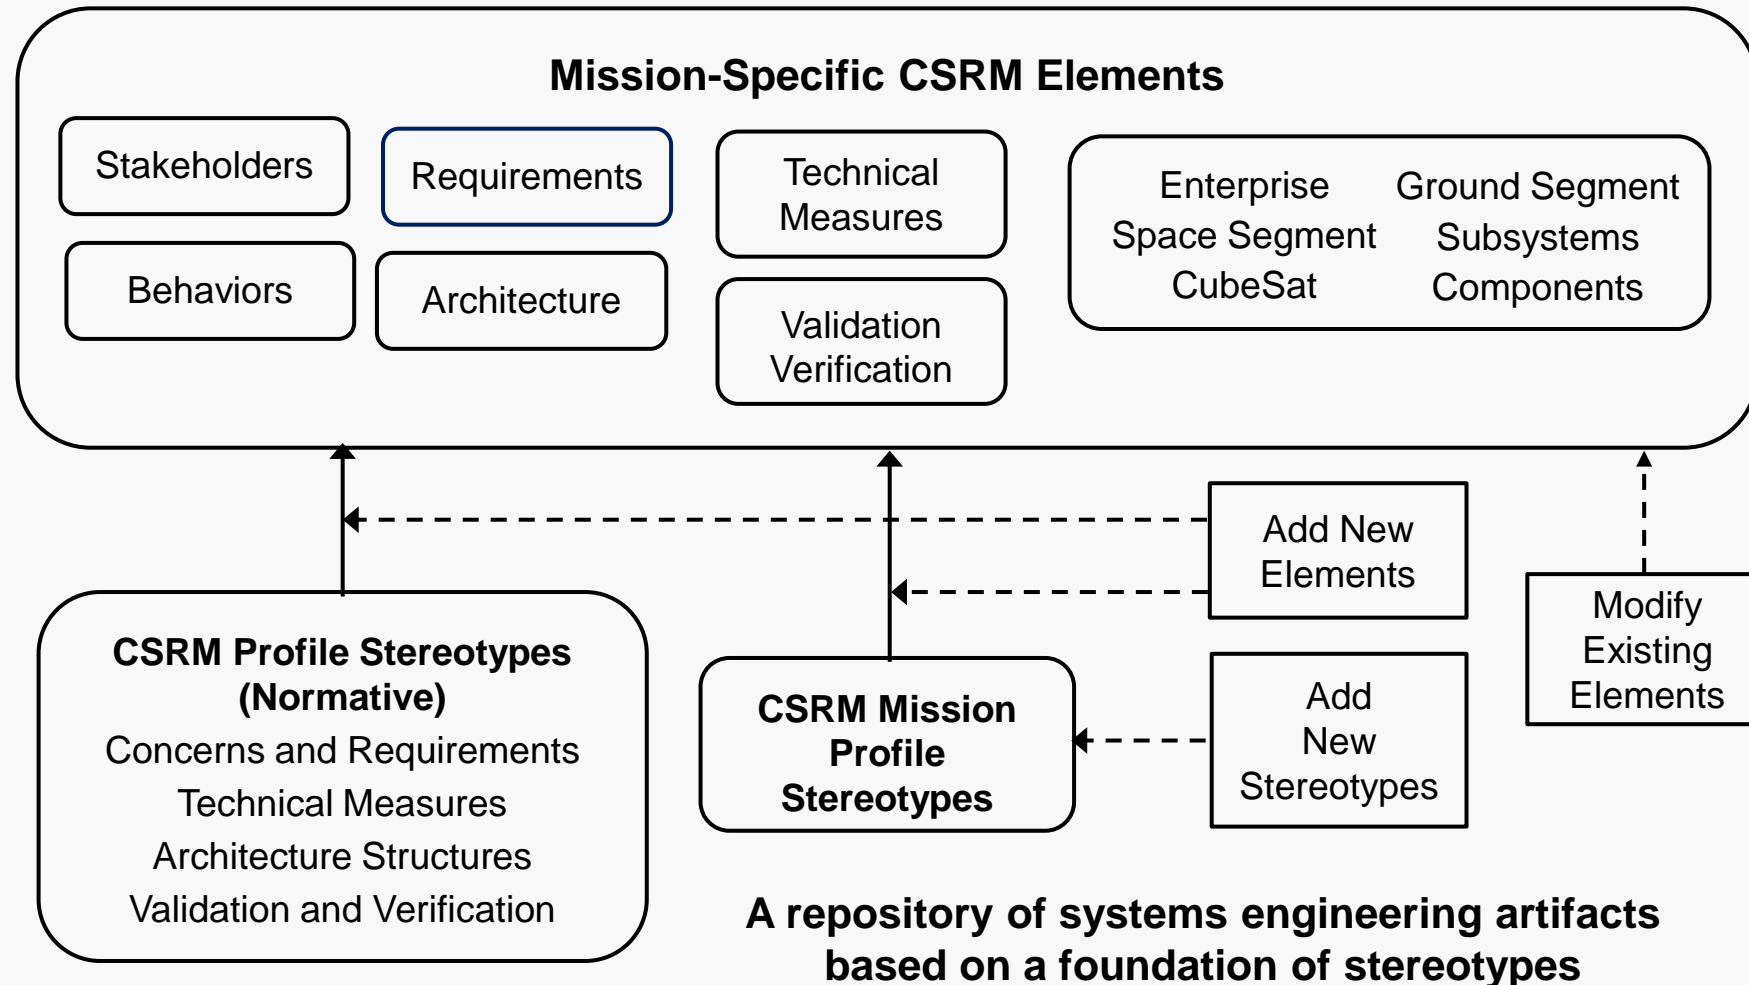 Mission-Specific CSRM Elements
Stakeholders
Requirements
Behaviors
Architecture
Technical
Measures
Validation
Verification
Enterprise
Space Segment
CubeSat
Ground Segment
Subsystems
Components
Add New
Elements
Modify
Existing
Elements
CSRM Profile Stereotypes
(Normative)
Concerns and Requirements
Technical Measures
Architecture Structures
Validation and Verification
CSRM Mission
Profile
Stereotypes
Add
New
Stereotypes
A repository of systems engineering artifacts
based on a foundation of stereotypes